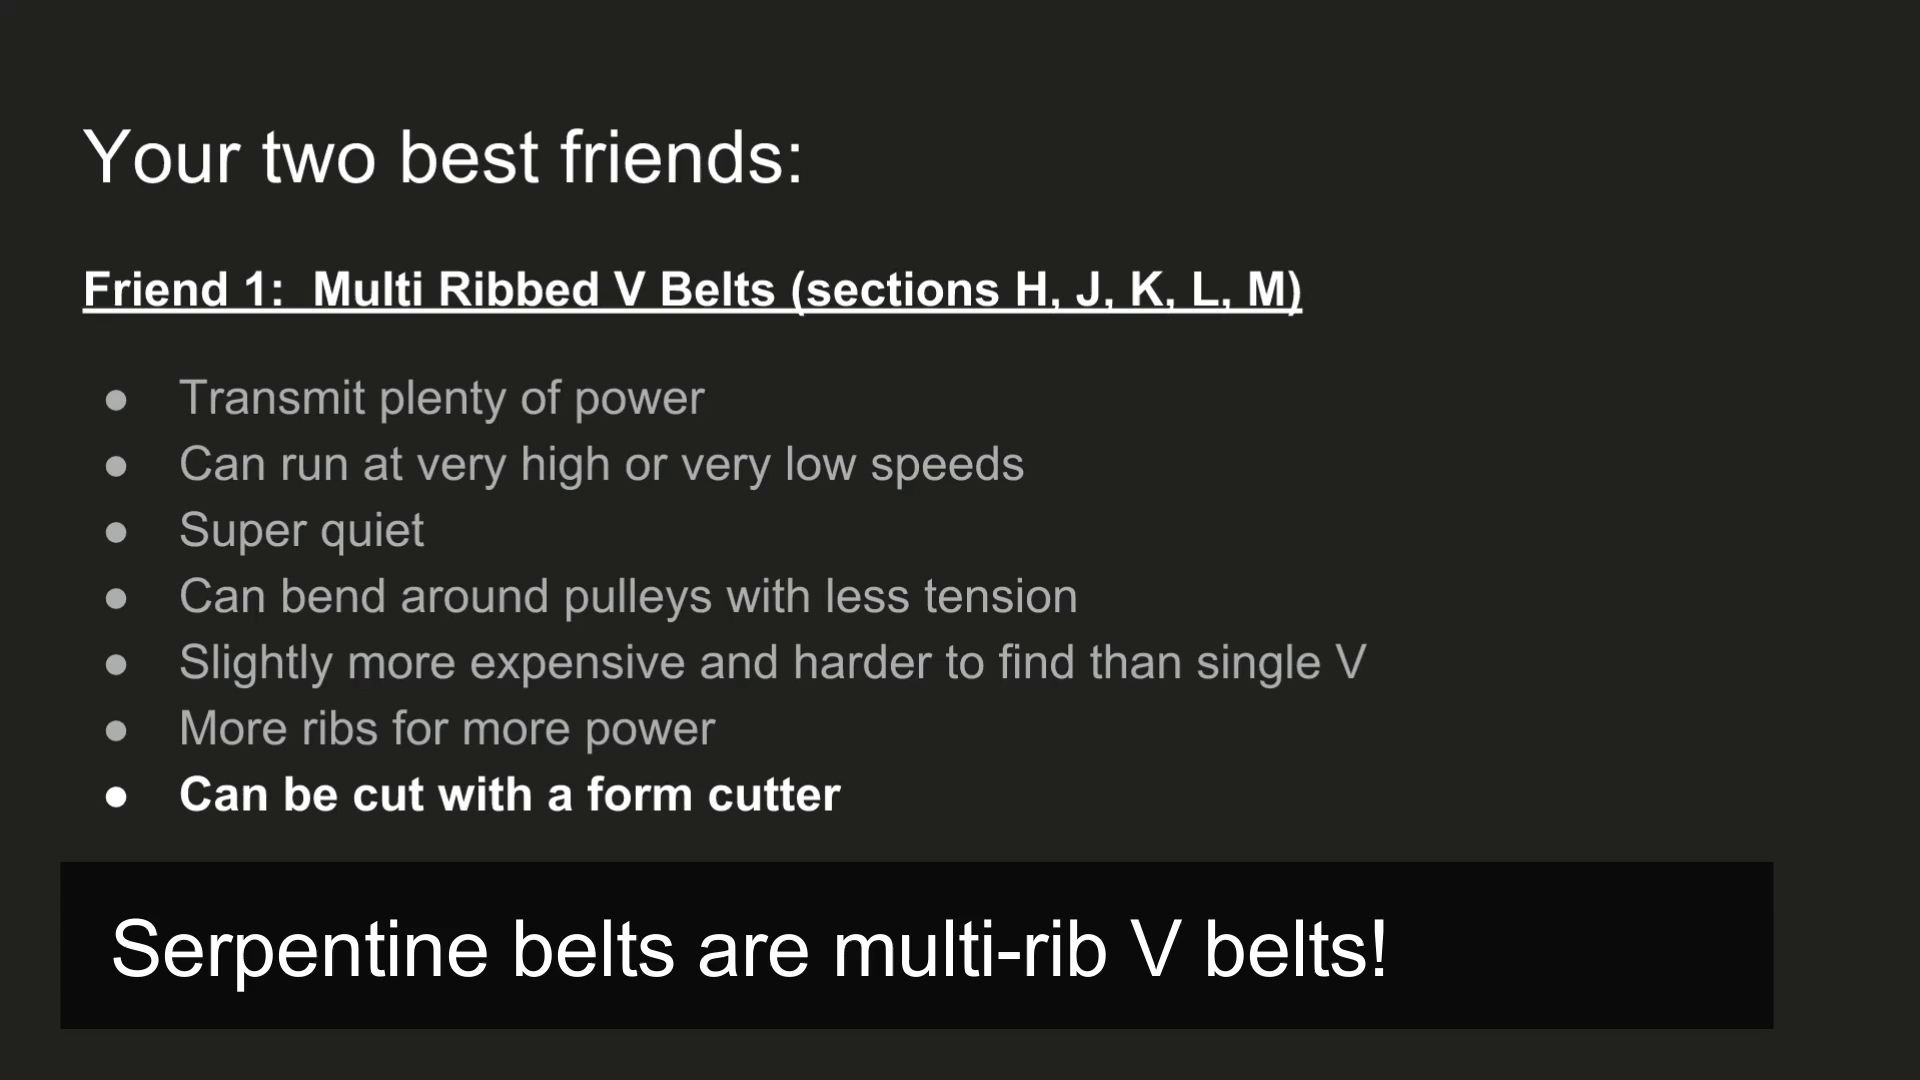 Your two best friends:
Friend 1:  Multi Ribbed V Belts (sections H, J, K, L, M)
● Transmit plenty of power
● Can run at very high or very low speeds
● Super quiet
● Can bend around pulleys with less tension
● Slightly more expensive and harder to find than single V
● More ribs for more power
● Can be cut with a form cutter
Serpentine belts are multi-rib V belts!